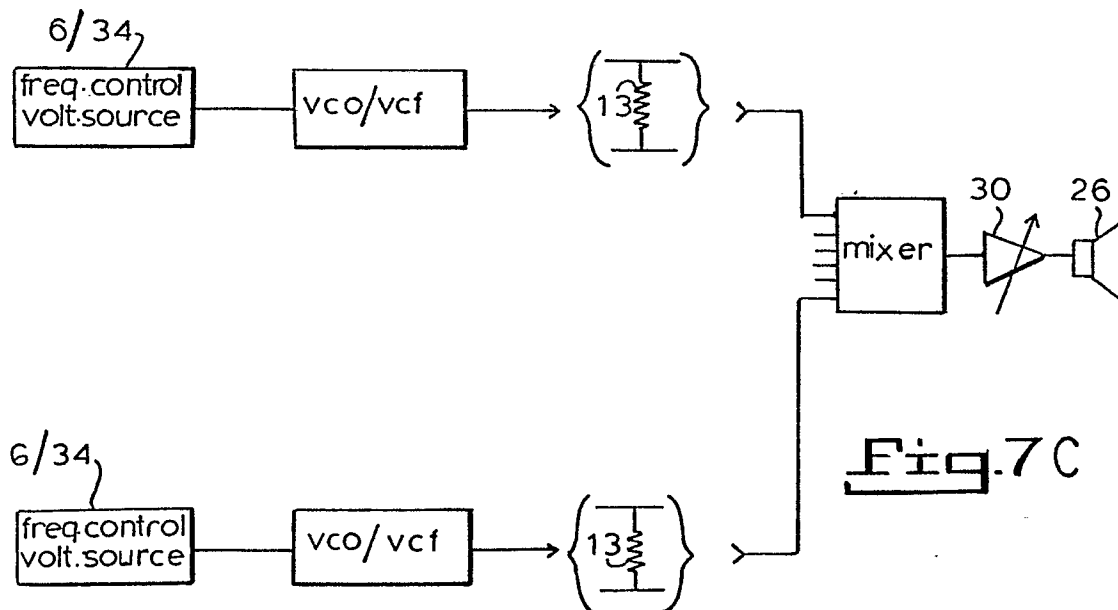 6/34
freq.control
volt.source
vco/vcf
13
30
26
mixer
Fig.7C
6/34
freq.control
volt.source
vco/vcf
13